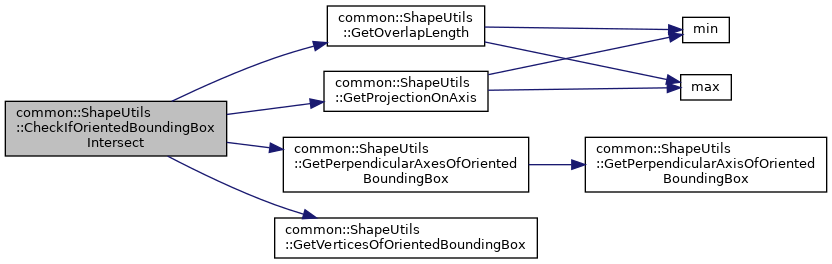 common::ShapeUtils
::CheckIfOrientedBoundingBox
Intersect
common::ShapeUtils
::GetOverlapLength
common::ShapeUtils
::GetProjectionOnAxis
common::ShapeUtils
::GetPerpendicularAxesOfOriented
BoundingBox
common::ShapeUtils
::GetVerticesOfOrientedBoundingBox
min
max
common::ShapeUtils
::GetPerpendicularAxisOfOriented
BoundingBox